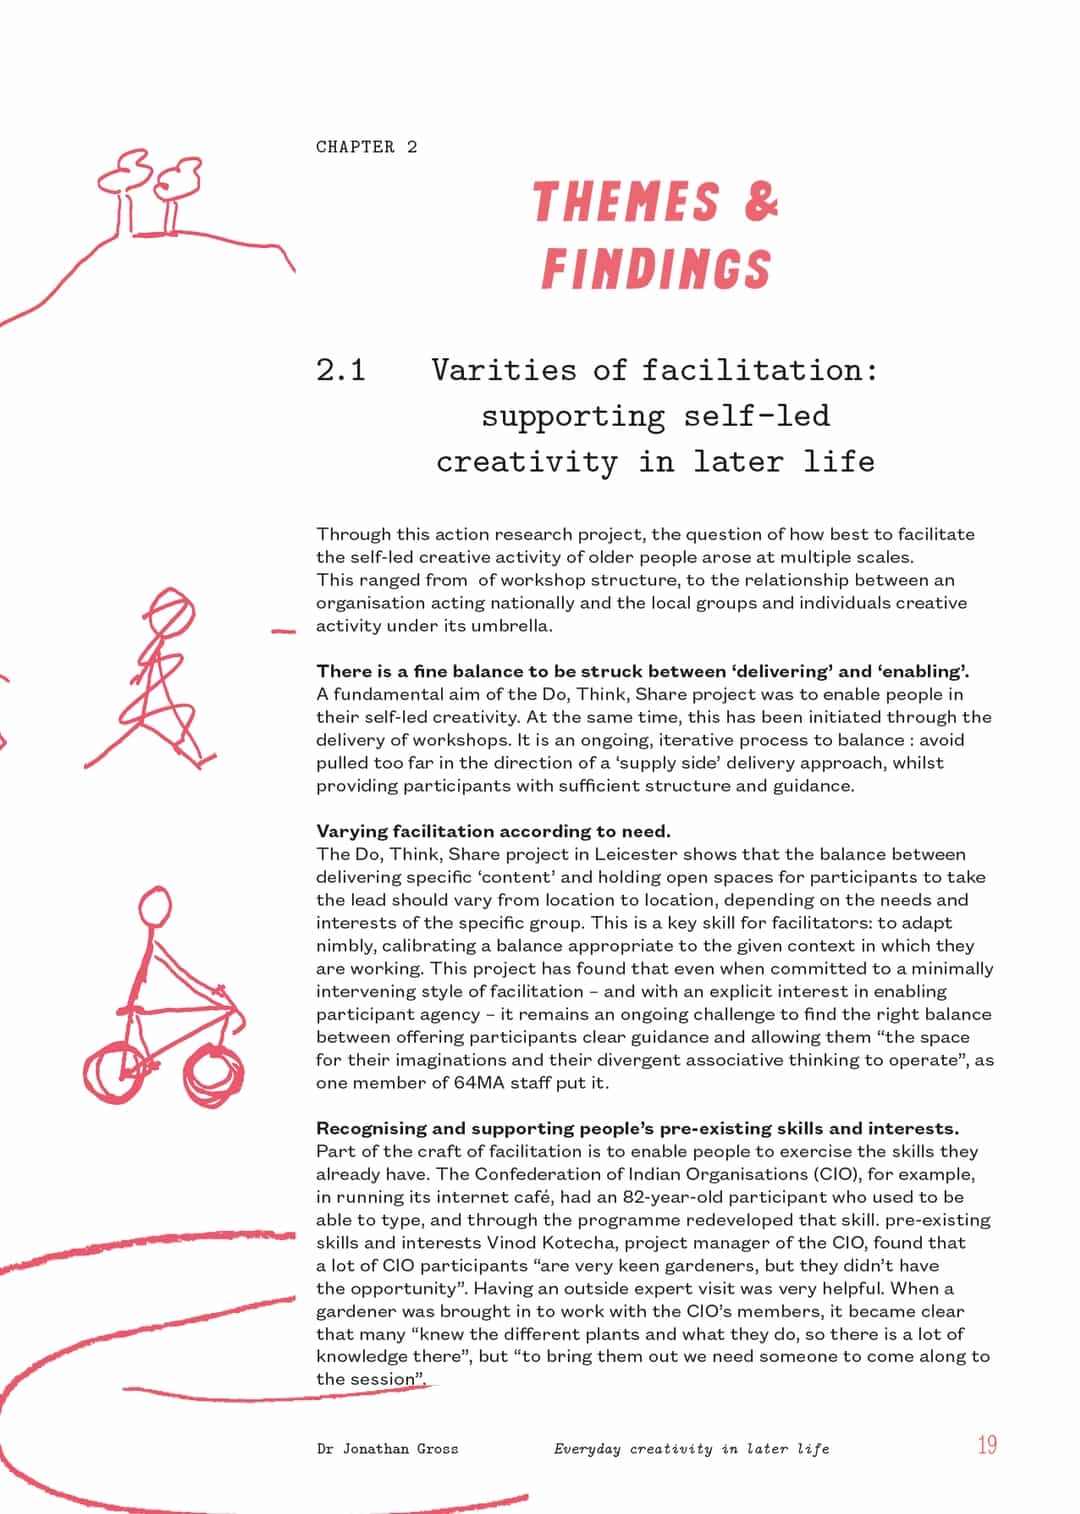 CHAPTER 2
THEMES &
FINDINGS
2.1 Varities of facilitation:
supporting self-led
creativity in later life
Through this action research project, the question of how best to facilitate
the self-led creative activity of older people arose at multiple scales.
This ranged from  of workshop structure, to the relationship between an
organisation acting nationally and the local groups and individuals creative
activity under its umbrella.
There is a fine balance to be struck between ‘delivering’ and ‘enabling’.
A fundamental aim of the Do, Think, Share project was to enable people in
their self-led creativity. At the same time, this has been initiated through the
delivery of workshops. It is an ongoing, iterative process to balance : avoid
pulled too far in the direction of a ‘supply side’ delivery approach, whilst
providing participants with sufficient structure and guidance.
Varying facilitation according to need.
The Do, Think, Share project in Leicester shows that the balance between
delivering specific ‘content’ and holding open spaces for participants to take
the lead should vary from location to location, depending on the needs and
interests of the specific group. This is a key skill for facilitators: to adapt
nimbly, calibrating a balance appropriate to the given context in which they
are working. This project has found that even when committed to a minimally
intervening style of facilitation – and with an explicit interest in enabling
participant agency – it remains an ongoing challenge to find the right balance
between offering participants clear guidance and allowing them “the space
for their imaginations and their divergent associative thinking to operate”, as
one member of 64MA staff put it.
Recognising and supporting people’s pre-existing skills and interests.
Part of the craft of facilitation is to enable people to exercise the skills they
already have. The Confederation of Indian Organisations (CIO), for example,
in running its internet café, had an 82-year-old participant who used to be
able to type, and through the programme redeveloped that skill. pre-existing
skills and interests Vinod Kotecha, project manager of the CIO, found that
a lot of CIO participants “are very keen gardeners, but they didn’t have
the opportunity”. Having an outside expert visit was very helpful. When a
gardener was brought in to work with the CIO’s members, it became clear
that many “knew the different plants and what they do, so there is a lot of
knowledge there”, but “to bring them out we need someone to come along to
the session”.
Dr Jonathan Gross Everyday creativity in later life 19